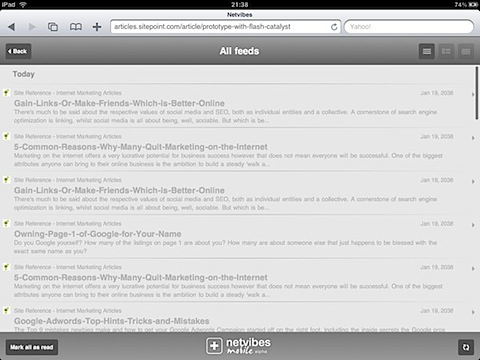 iPad
21:38
74%
Netvibes
articles.sitepoint.com/article/prototype-with-flash-catalyst
Yahoo!
Back
All feeds
Today
Site Reference - Internet Marketing Articles
Jan 19, 2038
Gain-Links-Or-Make-Friends-Which-is-Better-Online
There's much to be said about the respective values of social media and SEO, both as individual entities and a collective. A cornerstone of search engine
optimization is linking, whilst social media is all about being, well, sociable. But which is be...
Site Reference - Internet Marketing Articles
Jan 19, 2038
5-Common-Reasons-Why-Many-Quit-Marketing-on-the-Internet
Marketing on the internet offers a very lucrative potential for business success however that does not mean everyone will be successful. One of the biggest
attributes anyone can bring to their online business is the ambition to build a steady 'walk a...
Site Reference - Internet Marketing Articles
Jan 19, 2038
Gain-Links-Or-Make-Friends-Which-is-Better-Online
There's much to be said about the respective values of social media and SEO, both as individual entities and a collective. A cornerstone of search engine
optimization is linking, whilst social media is all about being, well, sociable. But which is be...
Site Reference - Internet Marketing Articles
Jan 19, 2038
Owning-Page-1-of-Google-for-Your-Name
Do you Google yourself? How many of the listings on page 1 are about you? How many are about someone else that just happens to be blessed with the
exact same name as you?
Site Reference - Internet Marketing Articles
Jan 19, 2038
5-Common-Reasons-Why-Many-Quit-Marketing-on-the-Internet
Marketing on the internet offers a very lucrative potential for business success however that does not mean everyone will be successful. One of the biggest
attributes anyone can bring to their online business is the ambition to build a steady 'walk a...
Site Reference - Internet Marketing Articles
Jan 19, 2038
Google-Adwords-Top-Hints-Tricks-and-Mistakes
The Top 9 mistakes newbies make and how to get your Google Adwords Campaign started off on the right foot. Including the inside secrets the Google pros
Mark all as read
netvibes
mobile alpha